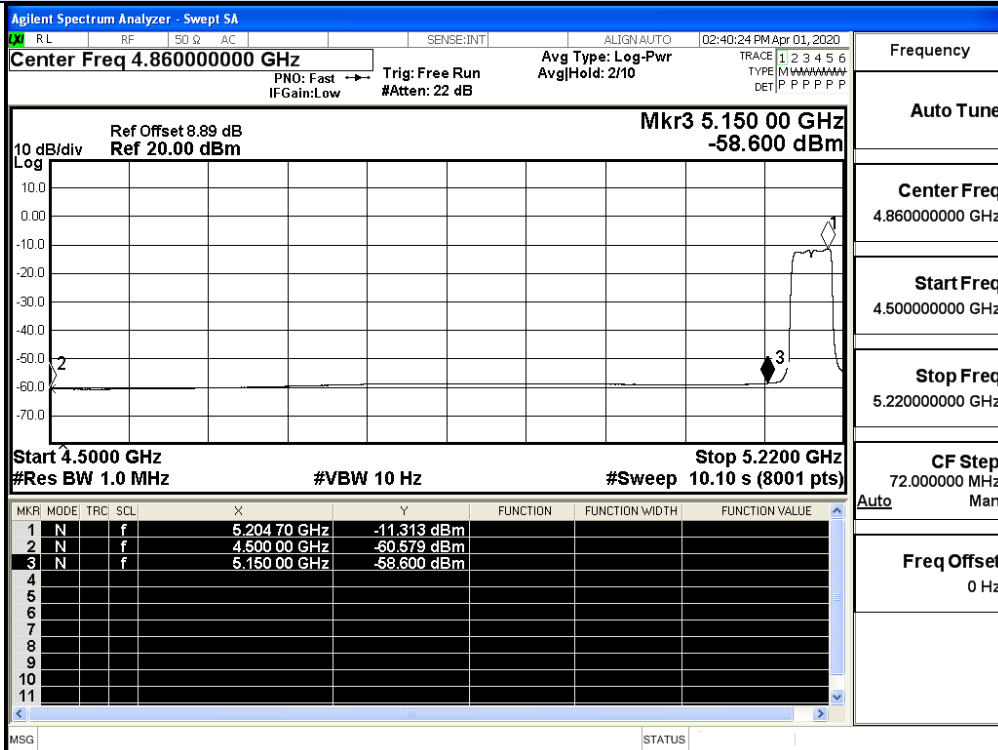 Agilent Spectrum Analyzer - Swept SA
LXI RL RF 50 Ω AC SENSE:INT ALIGN AUTO 02:40:24 PM Apr 01, 2020
Center Freq 4.860000000 GHz
PNO: Fast
IFGain:Low
Trig: Free Run
#Atten: 22 dB
Avg Type: Log-Pwr
Avg|Hold: 2/10
TRACE 1 2 3 4 5 6
TYPE M WWWWW
DET P P P P P P
Ref Offset 8.89 dB
10 dB/div Ref 20.00 dBm
Log
Mkr3 5.150 00 GHz
-58.600 dBm
10.0
0.00
-10.0
-20.0
-30.0
-40.0
-50.0
-60.0
-70.0
1
2
3
Start 4.5000 GHz Stop 5.2200 GHz
#Res BW 1.0 MHz #VBW 10 Hz #Sweep 10.10 s (8001 pts)
MKR MODE TRC SCL X Y FUNCTION FUNCTION WIDTH FUNCTION VALUE
1 N f 5.204 70 GHz -11.313 dBm
2 N f 4.500 00 GHz -60.579 dBm
3 N f 5.150 00 GHz -58.600 dBm
4
5
6
7
8
9
10
11
MSG STATUS
Frequency
Auto Tune
Center Freq
4.860000000 GHz
Start Freq
4.500000000 GHz
Stop Freq
5.220000000 GHz
CF Step
72.000000 MHz
Auto Man
Freq Offset
0 Hz